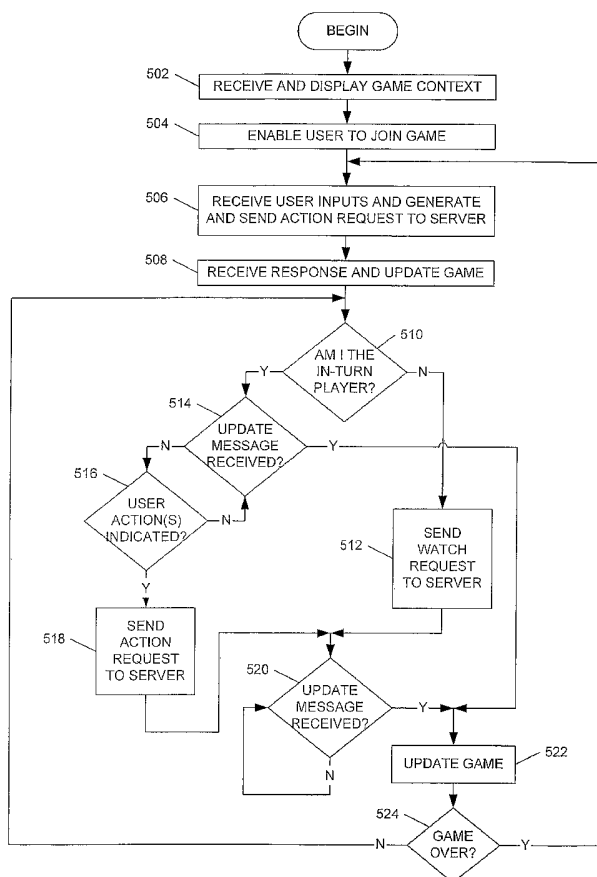 BEGIN
502
RECEIVE AND DISPLAY GAME CONTEXT
504
ENABLE USER TO JOIN GAME
506
RECEIVE USER INPUTS AND GENERATE
AND SEND ACTION REQUEST TO SERVER
508
RECEIVE RESPONSE AND UPDATE GAME
510
AM I THE
IN-TURN
PLAYER?
Y
N
514
UPDATE
MESSAGE
RECEIVED?
N
Y
516
USER
ACTION(S)
INDICATED?
N
Y
512
SEND
WATCH
REQUEST
TO SERVER
518
SEND
ACTION
REQUEST
TO SERVER
520
UPDATE
MESSAGE
RECEIVED?
Y
N
522
UPDATE GAME
524
GAME
OVER?
N
Y